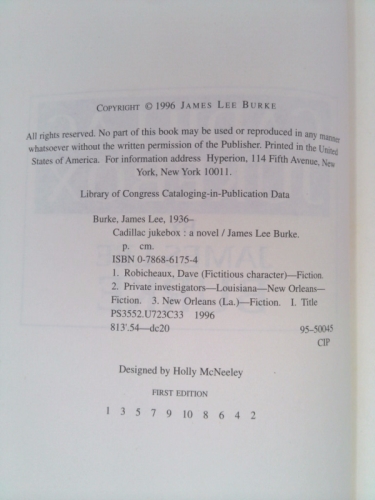 COPYRIGHT © 1996 JAMES LEE BURKE
All rights reserved. No part of this book may be used or reproduced in any manner
whatsoever without the written permission of the Publisher. Printed in the United
States of America. For information address Hyperion, 114 Fifth Avenue, New
York, New York 10011.
Library of Congress Cataloging-in-Publication Data
Burke, James Lee, 1936–
Cadillac jukebox : a novel / James Lee Burke.
p. cm.
ISBN 0-7868-6175-4
1. Robicheaux, Dave (Fictitious character)—Fiction.
2. Private investigators—Louisiana—New Orleans—
Fiction. 3. New Orleans (La.)—Fiction. I. Title
PS3552.U723C33 1996
813'.54—dc20 95-50045
CIP
Designed by Holly McNeeley
FIRST EDITION
1 3 5 7 9 10 8 6 4 2